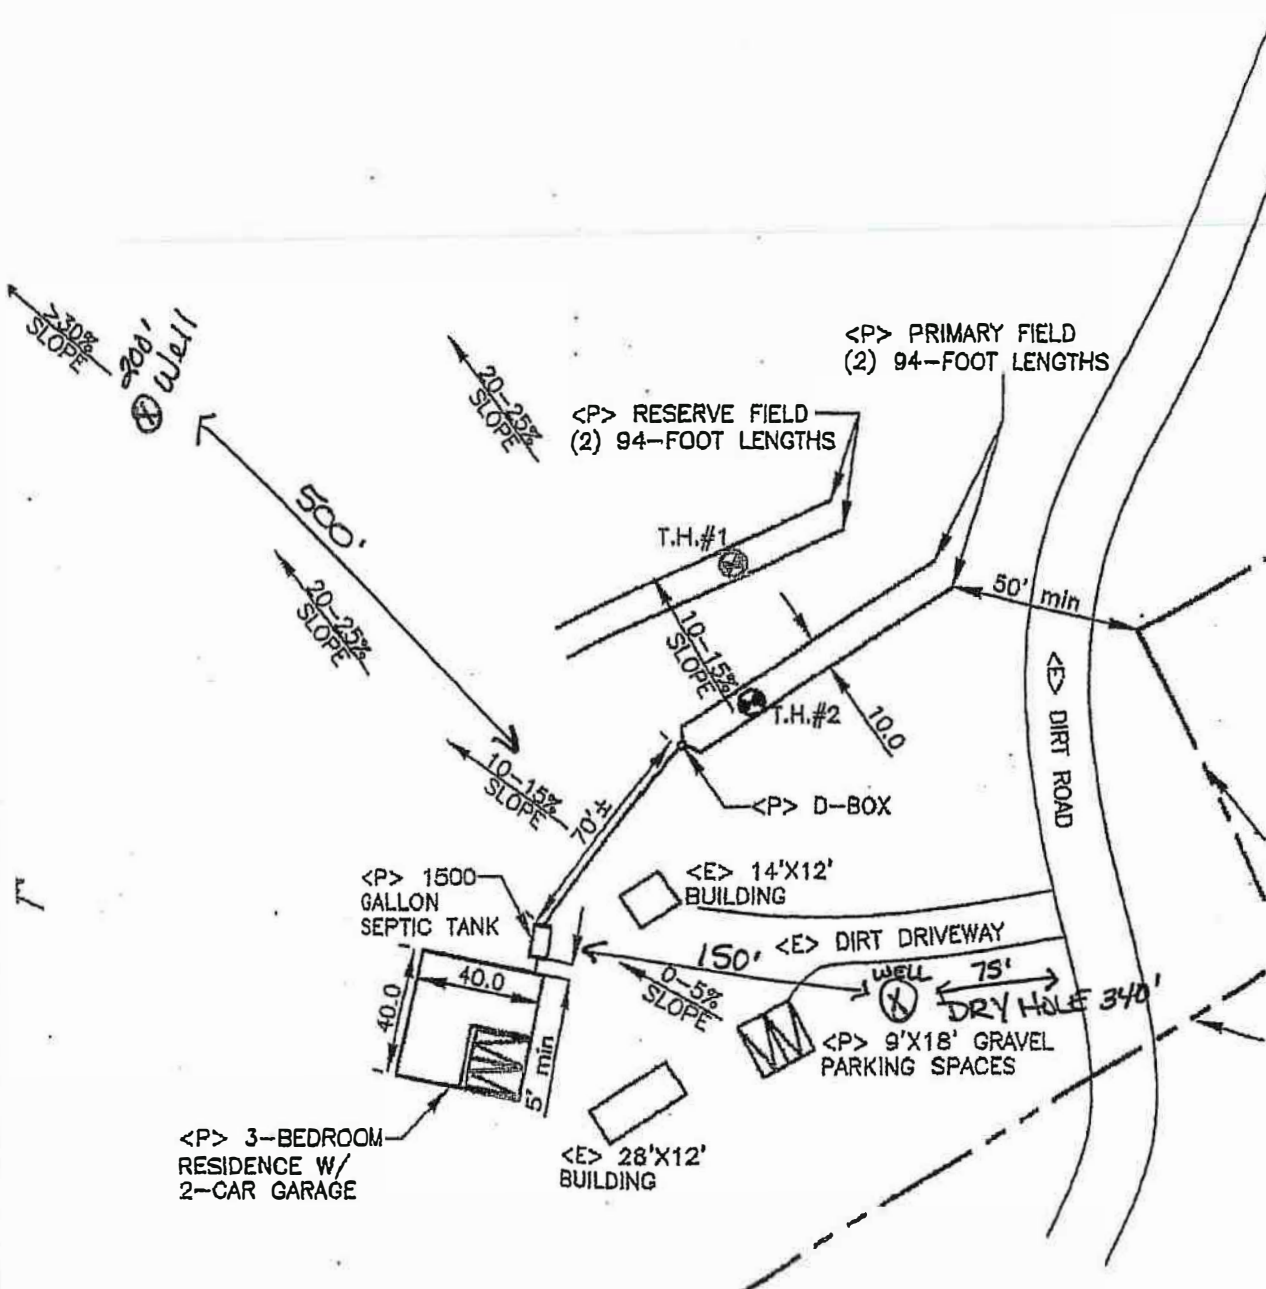 ≥30%
SLOPE
200'
Well
20-25%
SLOPE
<P> PRIMARY FIELD
(2) 94-FOOT LENGTHS
<P> RESERVE FIELD
(2) 94-FOOT LENGTHS
500'
T.H.#1
20-25%
SLOPE
50' min
10-15%
SLOPE
T.H.#2
10.0
<E> DIRT ROAD
10-15%
SLOPE
70'±
<P> D-BOX
<P> 1500
GALLON
SEPTIC TANK
<E> 14'X12'
BUILDING
<E> DIRT DRIVEWAY
150'
0-5%
SLOPE
WELL
75'
DRY HOLE 340'
40.0
40.0
5' min
<P> 9'X18' GRAVEL
PARKING SPACES
<P> 3-BEDROOM
RESIDENCE W/
2-CAR GARAGE
<E> 28'X12'
BUILDING